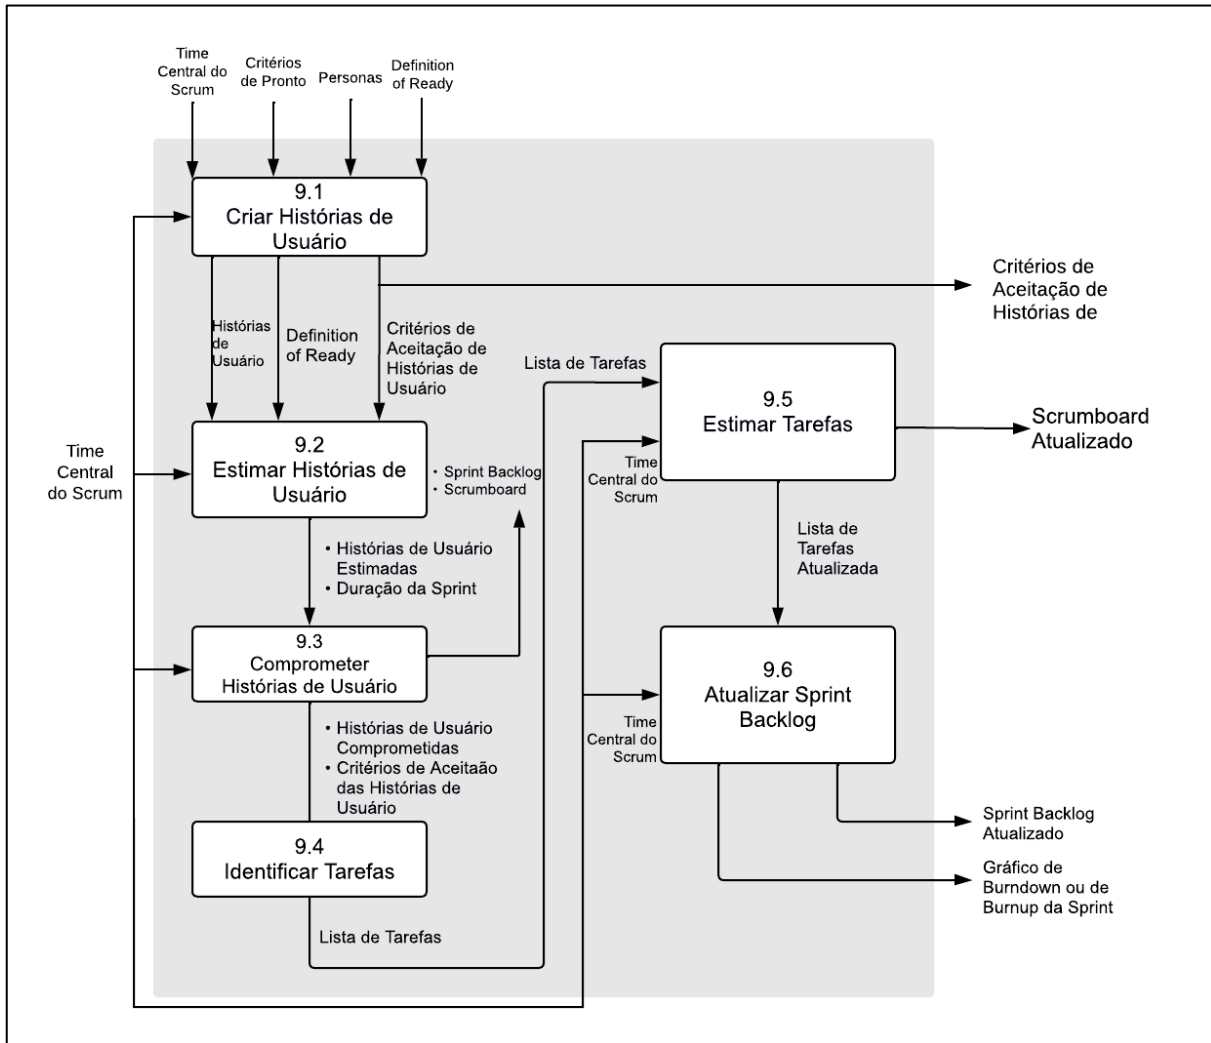 Time
Central do
Scrum
Critérios
de Pronto
Personas
Definition
of Ready
9.1
Criar Histórias de
Usuário
Critérios de
Aceitação de
Histórias de
Histórias
de
Usuário
Definition
of Ready
Critérios de
Aceitação de
Histórias de
Usuário
Lista de Tarefas
9.5
Estimar Tarefas
Scrumboard
Atualizado
Time
Central
do Scrum
9.2
Estimar Histórias de
Usuário
• Sprint Backlog
• Scrumboard
Time
Central do
Scrum
• Histórias de Usuário
Estimadas
• Duração da Sprint
Lista de
Tarefas
Atualizada
9.3
Comprometer
Histórias de Usuário
9.6
Atualizar Sprint
Backlog
• Histórias de Usuário
Comprometidas
• Critérios de Aceitaão
das Histórias de
Usuário
Time
Central do
Scrum
9.4
Identificar Tarefas
Sprint Backlog
Atualizado
Gráfico de
Burndown ou de
Burnup da Sprint
Lista de Tarefas